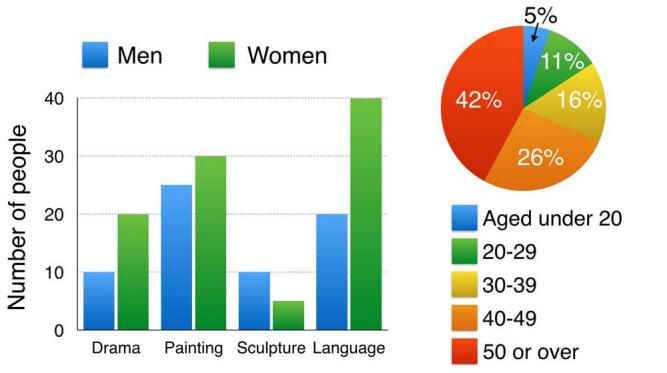 Men
Women
Number of people
40
30
20
10
0
Drama
Painting
Sculpture
Language
5%
11%
16%
26%
42%
Aged under 20
20-29
30-39
40-49
50 or over